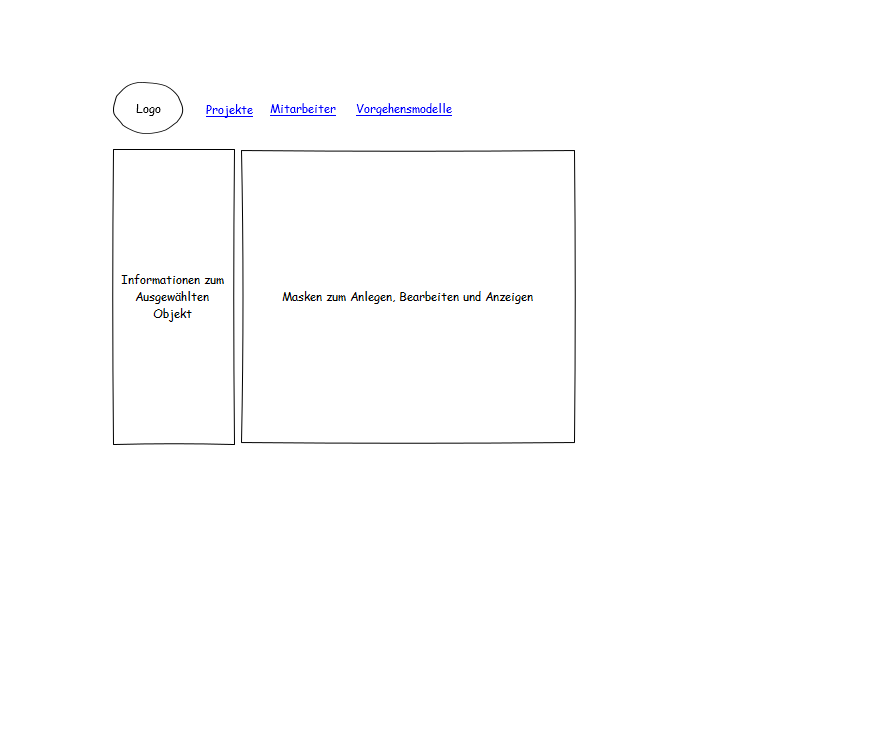 Logo
Projekte Mitarbeiter Vorgehensmodelle
Informationen zum
Ausgewählten
Objekt
Masken zum Anlegen, Bearbeiten und Anzeigen